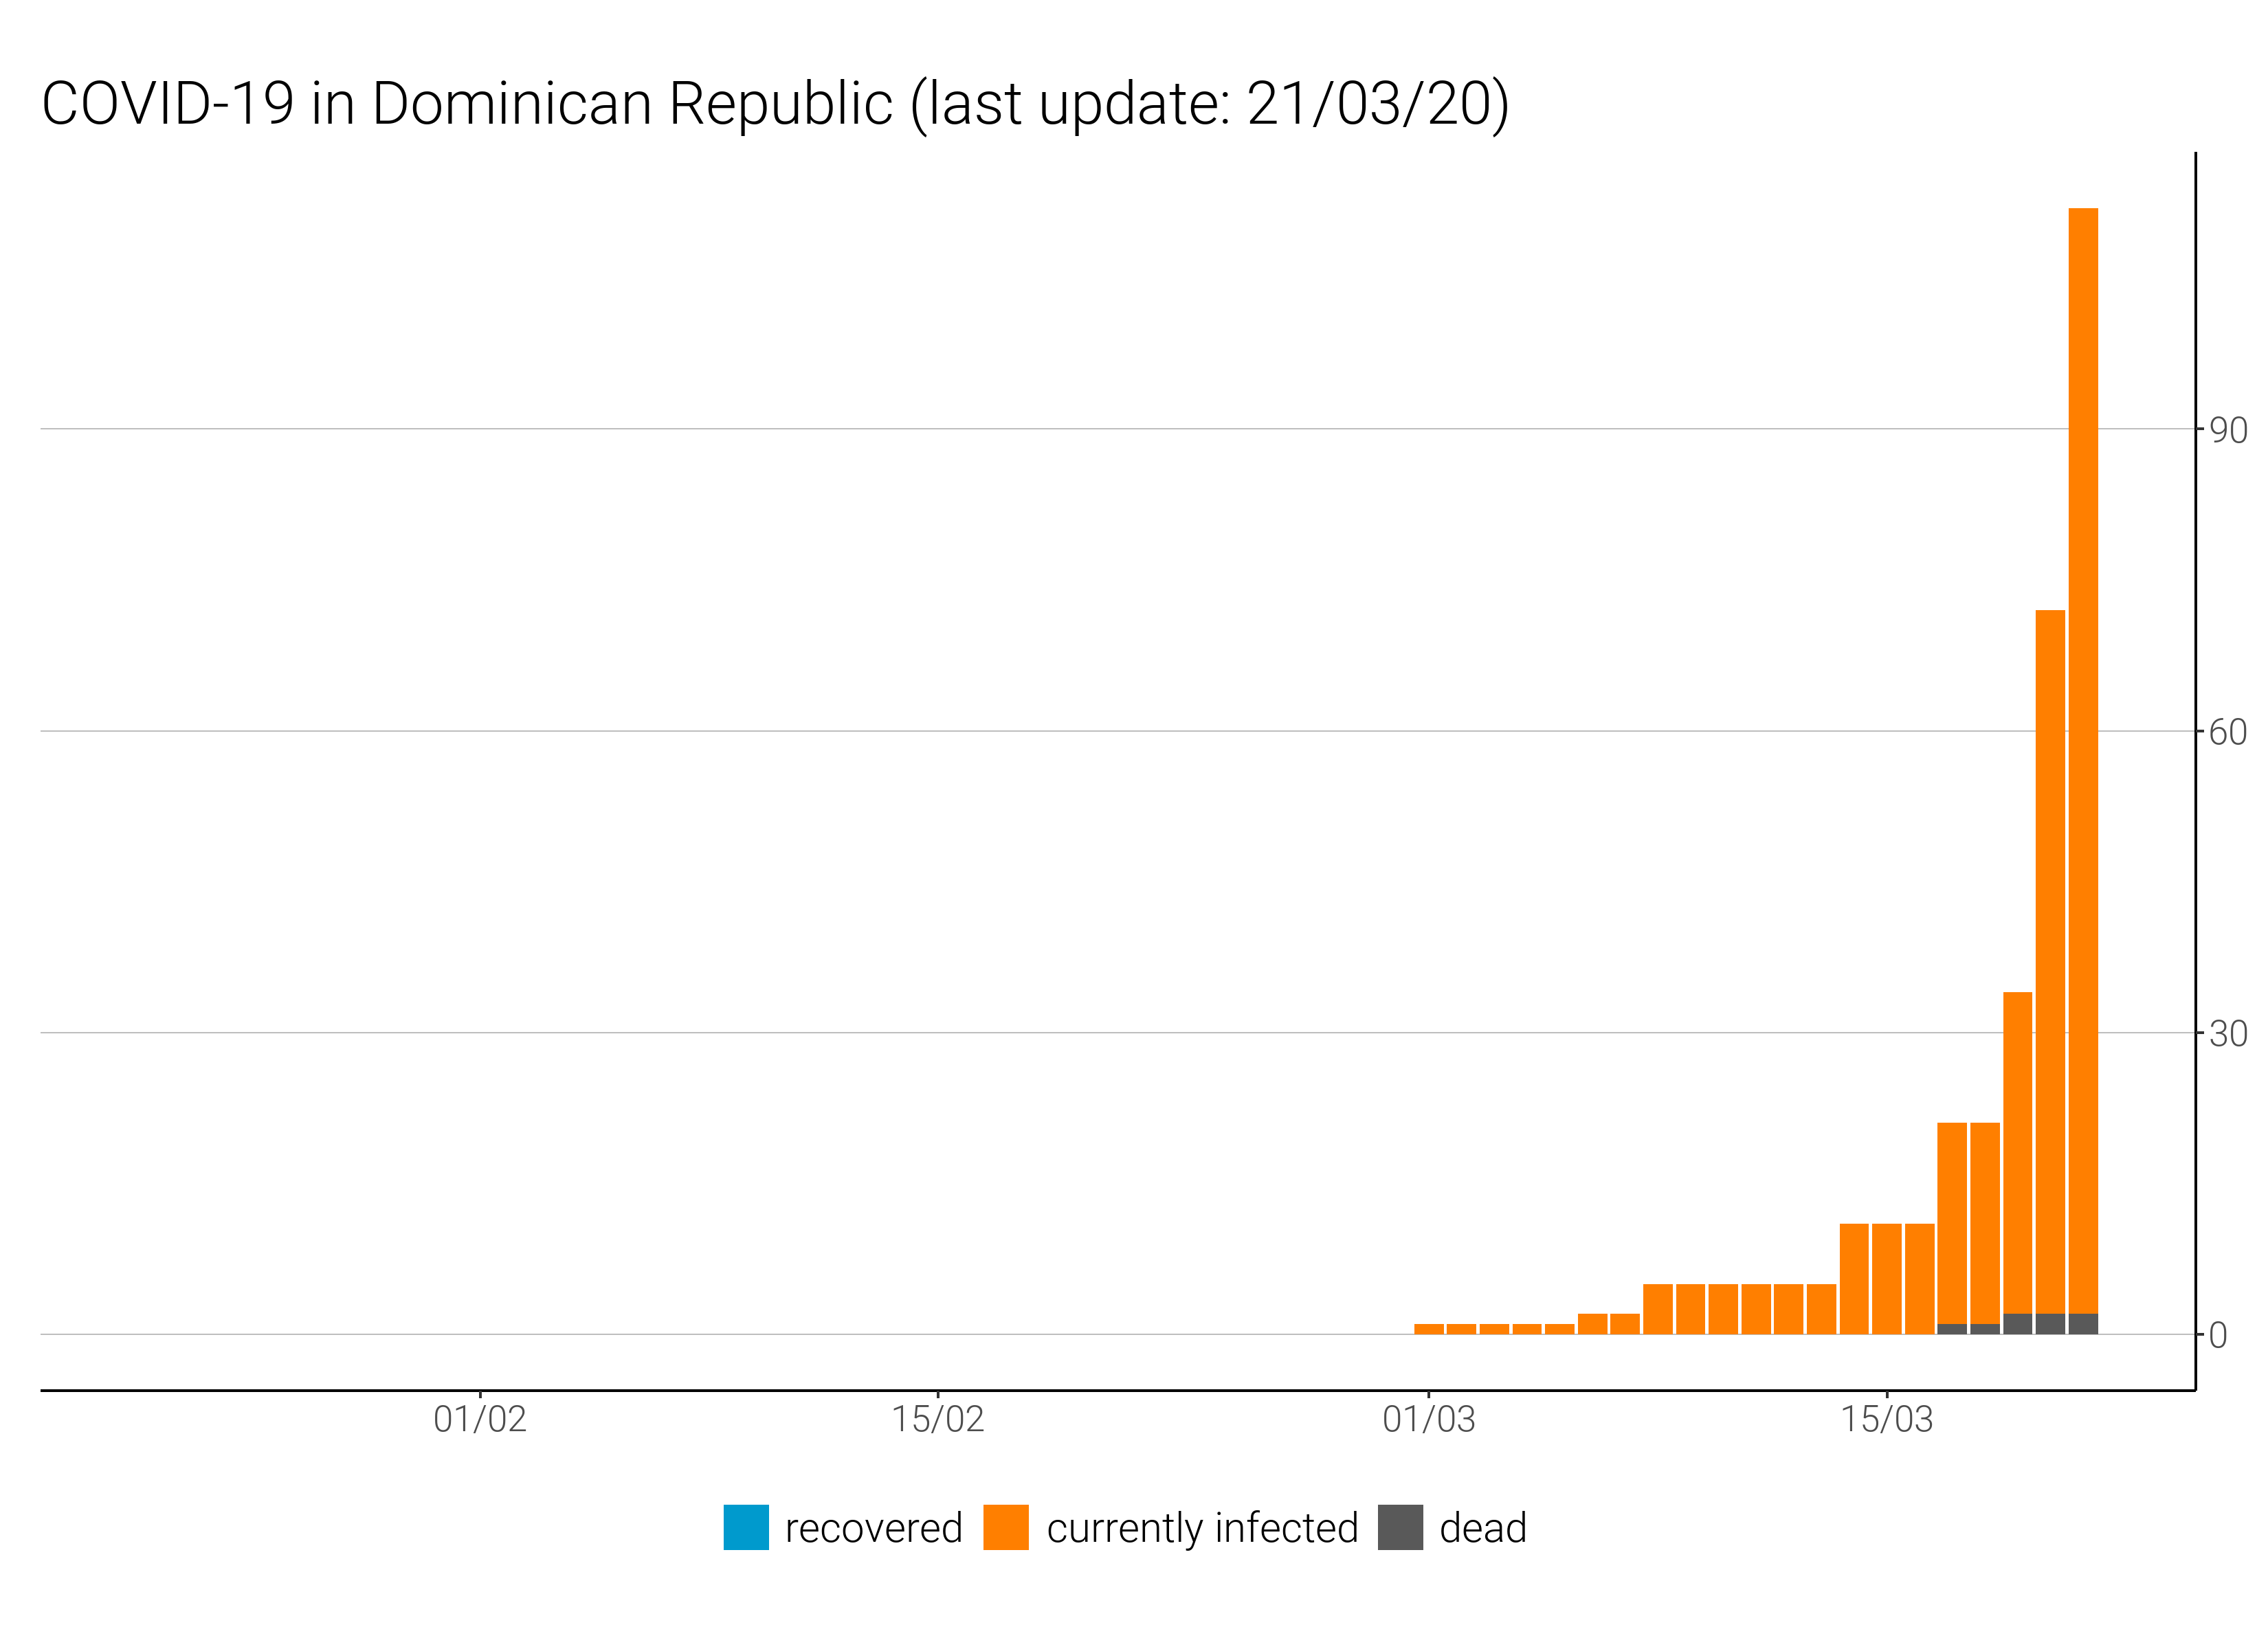 COVID-19 in Dominican Republic (last update: 21/03/20)
90
60
30
0
01/02 15/02 01/03 15/03
recovered currently infected dead